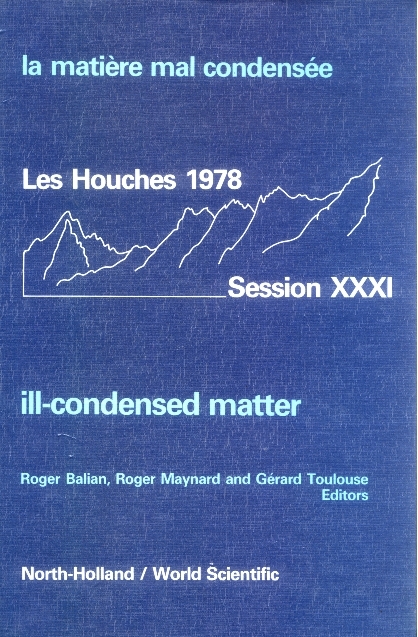 la matière mal condensée
Les Houches 1978
Session XXXI
ill-condensed matter
Roger Balian, Roger Maynard and Gérard Toulouse
Editors
North-Holland / World Scientific